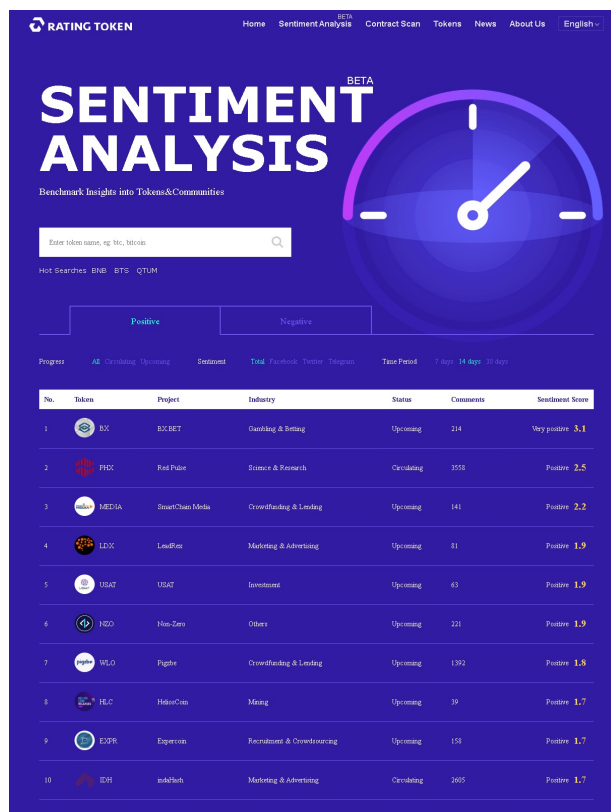 RATING TOKEN
Home Sentiment Analysis BETA Contract Scan Tokens News About Us English
SENTIMENT BETA
ANALYSIS
Benchmark Insights into Tokens&Communities
Enter token name, eg: btc, bitcoin
Hot Searches BNB BTS QTUM
Positive Negative
Progress All Circulating Upcoming Sentiment Total Facebook Twitter Telegram Time Period 7 days 14 days 30 days
No. Token Project Industry Status Comments Sentiment Score
1 BX BX.BET Gambling & Betting Upcoming 214 Very positive 3.1
2 PHX Red Pulse Science & Research Circulating 3558 Positive 2.5
3 MEDIA SmartChain Media Crowdfunding & Lending Upcoming 141 Positive 2.2
4 LDX LeadRex Marketing & Advertising Upcoming 81 Positive 1.9
5 USAT USAT Investment Upcoming 63 Positive 1.9
6 NZO Non-Zero Others Upcoming 221 Positive 1.9
7 pigzbe WLO Pigzbe Crowdfunding & Lending Upcoming 1392 Positive 1.8
8 HLC HeliosCoin Mining Upcoming 39 Positive 1.7
9 EXPR Expercoin Recruitment & Crowdsourcing Upcoming 158 Positive 1.7
10 IDH indaHash Marketing & Advertising Circulating 2605 Positive 1.7